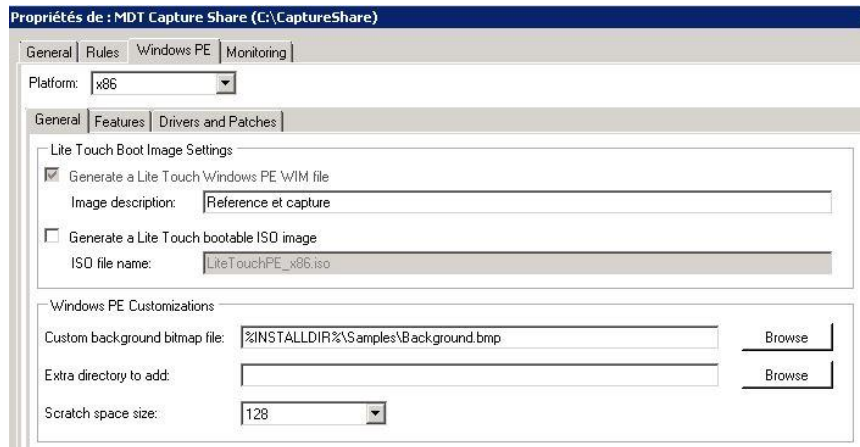 Propriétés de : MDT Capture Share (C:\CaptureShare)
General Rules Windows PE Monitoring
Platform: x86
General Features Drivers and Patches
Lite Touch Boot Image Settings
Generate a Lite Touch Windows PE WIM file
Image description: Reference et capture
Generate a Lite Touch bootable ISO image
ISO file name: LiteTouchPE_x86.iso
Windows PE Customizations
Custom background bitmap file: %INSTALLDIR%\Samples\Background.bmp Browse
Extra directory to add: Browse
Scratch space size: 128